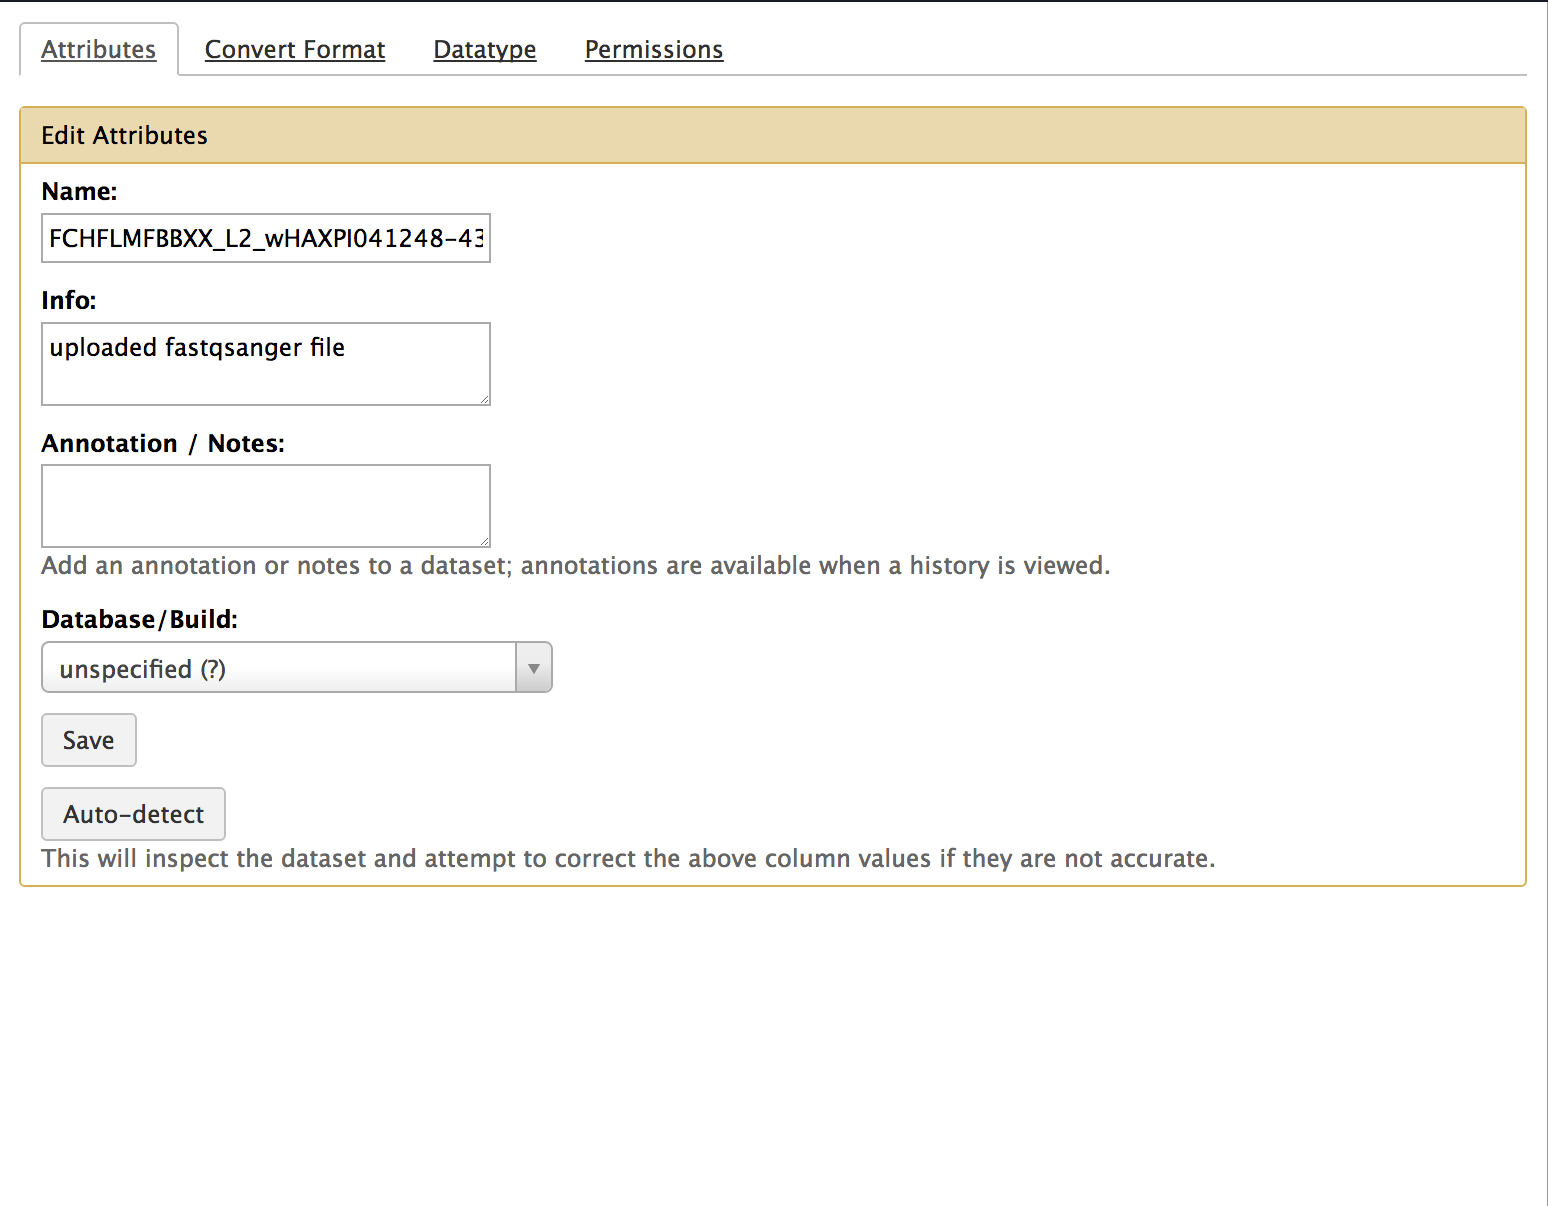 Attributes Convert Format Datatype Permissions
Edit Attributes
Name:
FCHFLMFBBXX_L2_wHAXPI041248-43
Info:
uploaded fastqsanger file
Annotation / Notes:
Add an annotation or notes to a dataset; annotations are available when a history is viewed.
Database/Build:
unspecified (?)
Save
Auto-detect
This will inspect the dataset and attempt to correct the above column values if they are not accurate.